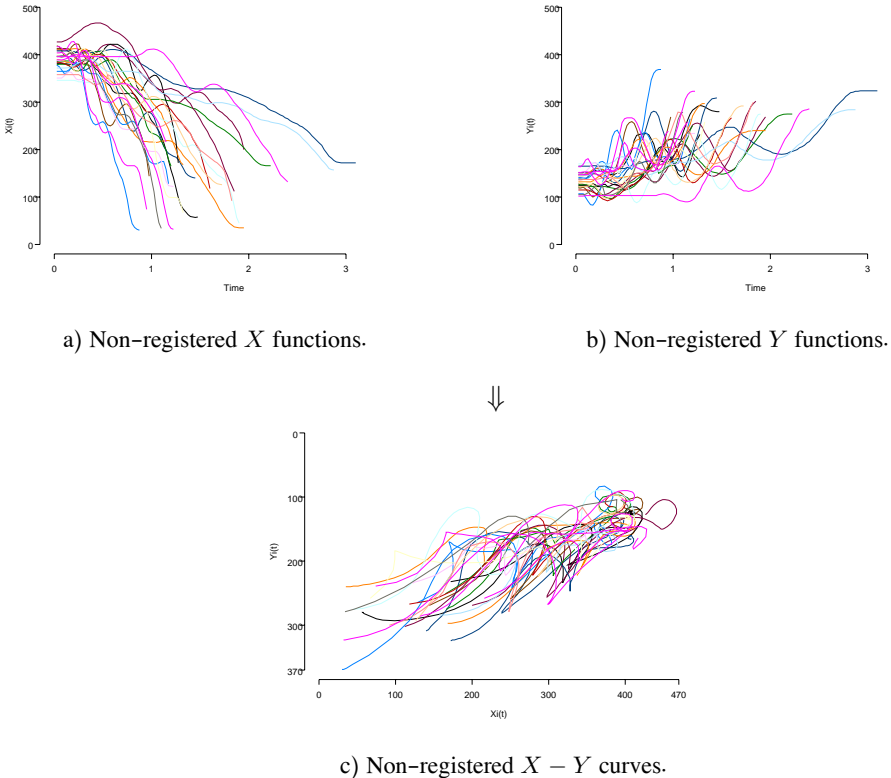 500
400
300
200
100
0
Xi(t)
0 1 2 3
Time
500
400
300
200
100
0
Yi(t)
0 1 2 3
Time
a) Non-registered X functions.
b) Non-registered Y functions.
⇓
0
100
200
300
370
Yi(t)
0 100 200 300 400 470
Xi(t)
c) Non-registered X − Y curves.